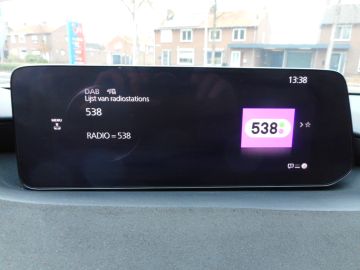 13:38
DAB
Lijst van radiostations
538
MENU
RADIO = 538
538